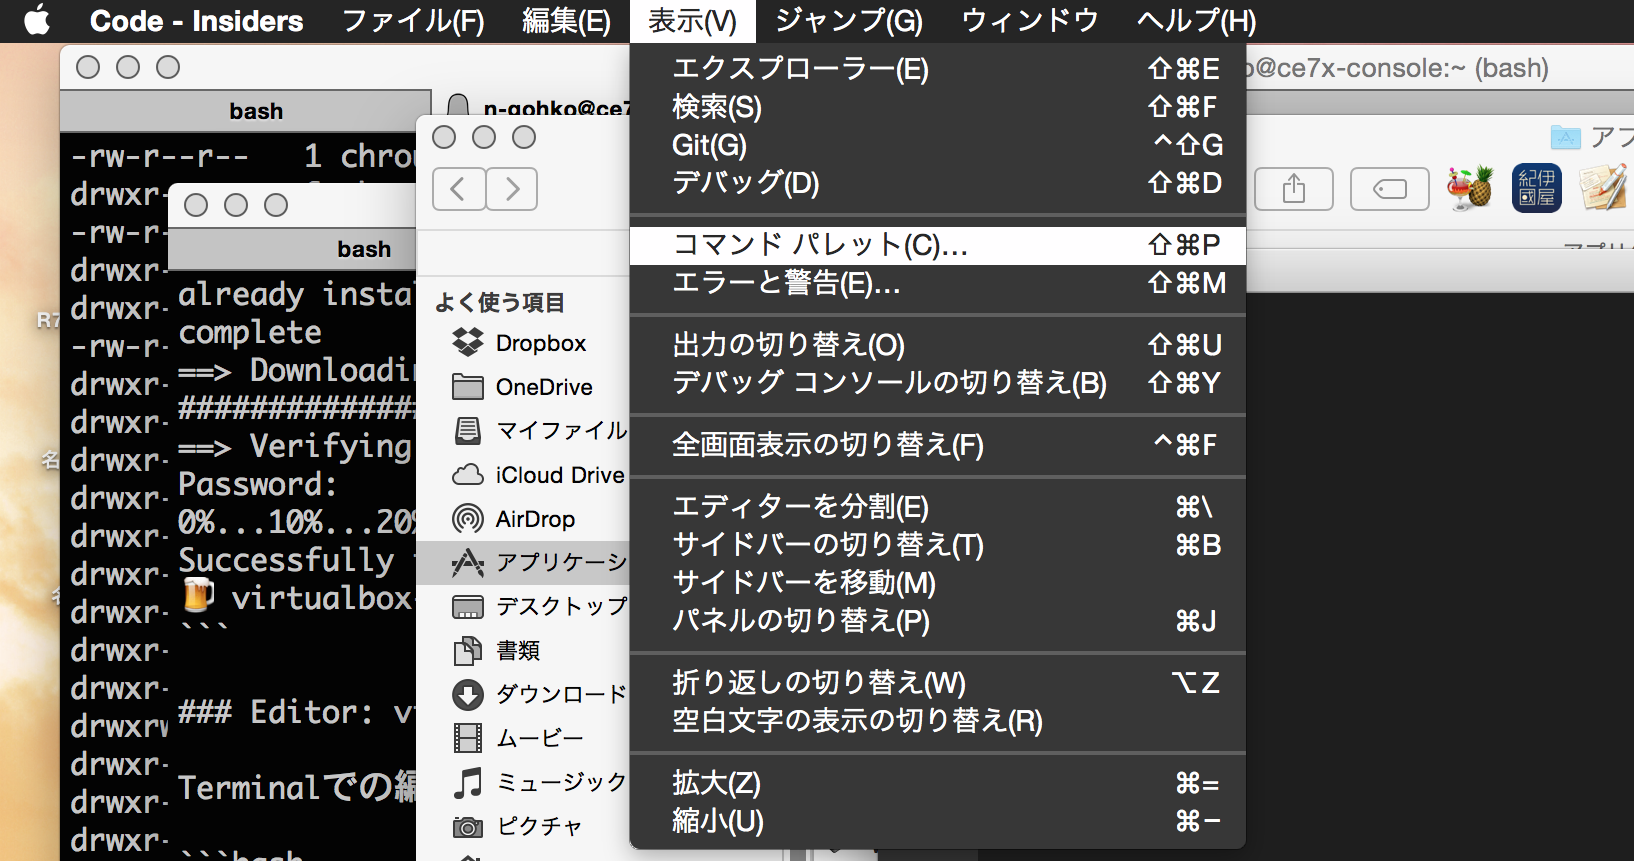 Code - Insiders ファイル(F) 編集(E) 表示(V) ジャンプ(G) ウィンドウ ヘルプ(H)
エクスプローラー(E) ⇧⌘E
検索(S) ⇧⌘F
Git(G) ^⇧G
デバッグ(D) ⇧⌘D
コマンド パレット(C)... ⇧⌘P
エラーと警告(E)... ⇧⌘M
出力の切り替え(O) ⇧⌘U
デバッグ コンソールの切り替え(B) ⇧⌘Y
全画面表示の切り替え(F) ^⌘F
エディターを分割(E) ⌘\
サイドバーの切り替え(T) ⌘B
サイドバーを移動(M)
パネルの切り替え(P) ⌘J
折り返しの切り替え(W) ⌥Z
空白文字の表示の切り替え(R)
拡大(Z) ⌘=
縮小(U) ⌘-
@ce7x-console:~ (bash)
bash
n-gohko@ce7
-rw-r--r-- 1 chrou
drwxr-
-rw-r-
drwxr-
drwxr-
-rw-r-
drwxr-
drwxr-
drwxr-
drwxr-
drwxr-
drwxr-
drwxr-
drwxr-
drwxr-
drwxrw
drwxr-
drwxr-
drwxr-
bash
already instal
complete
==> Downloadin
#############
==> Verifying
Password:
0%...10%...20%
Successfully
🍺 virtualbox-
```
### Editor: v
Terminalでの編
```bash
よく使う項目
Dropbox
OneDrive
マイファイル
iCloud Drive
AirDrop
アプリケーシ
デスクトップ
書類
ダウンロード
ムービー
ミュージック
ピクチャ
アプ
紀伊
國屋
R7
名